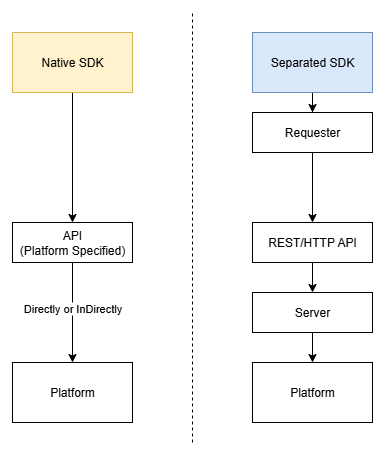 Native SDK
API
(Platform Specified)
Directly or InDirectly
Platform
Separated SDK
Requester
REST/HTTP API
Server
Platform